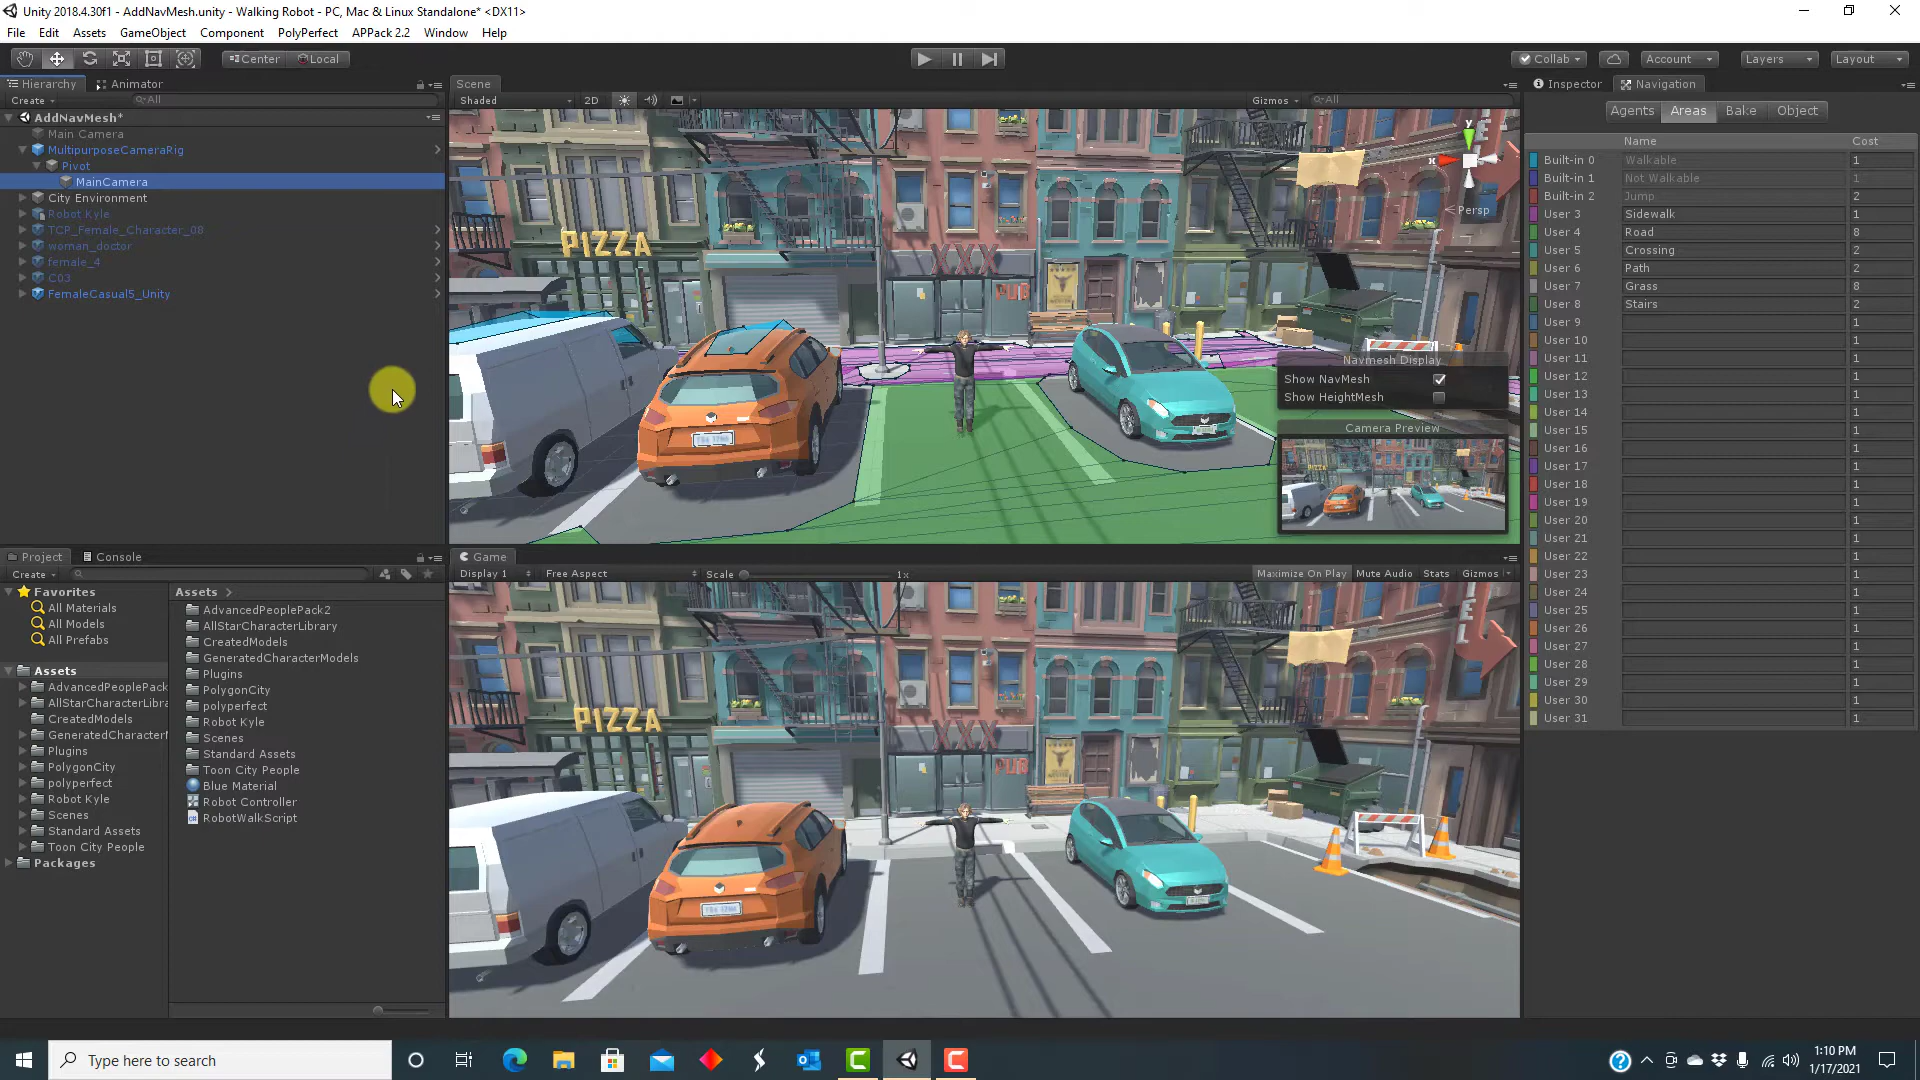 Unity 2018.4.30f1 - AddNavMesh.unity - Walking Robot - PC, Mac & Linux Standalone* <DX11>
File Edit Assets GameObject Component PolyPerfect APPack 2.2 Window Help
Center Local Collab Account Layers Layout
Hierarchy Animator
Create All
AddNavMesh*
Main Camera
MultipurposeCameraRig
Pivot
MainCamera
City Environment
Robot Kyle
TCP_Female_Character_08
woman_doctor
female_4
C03
FemaleCasual5_Unity
Scene
Shaded 2D Gizmos All
y
x
Persp
PIZZA
XXX
PUB
Navmesh Display
Show NavMesh
Show HeightMesh
Camera Preview
Inspector Navigation
Agents Areas Bake Object
Name Cost
Built-in 0 Walkable 1
Built-in 1 Not Walkable 1
Built-in 2 Jump 2
User 3 Sidewalk 1
User 4 Road 8
User 5 Crossing 2
User 6 Path 2
User 7 Grass 8
User 8 Stairs 2
User 9 1
User 10 1
User 11 1
User 12 1
User 13 1
User 14 1
User 15 1
User 16 1
User 17 1
User 18 1
User 19 1
User 20 1
User 21 1
User 22 1
User 23 1
User 24 1
User 25 1
User 26 1
User 27 1
User 28 1
User 29 1
User 30 1
User 31 1
Project Console
Create
Favorites
All Materials
All Models
All Prefabs
Assets
AdvancedPeoplePack
AllStarCharacterLibra
CreatedModels
GeneratedCharacterM
Plugins
PolygonCity
polyperfect
Robot Kyle
Scenes
Standard Assets
Toon City People
Packages
Assets
AdvancedPeoplePack2
AllStarCharacterLibrary
CreatedModels
GeneratedCharacterModels
Plugins
PolygonCity
polyperfect
Robot Kyle
Scenes
Standard Assets
Toon City People
Blue Material
Robot Controller
RobotWalkScript
Game
Display 1 Free Aspect Scale 1x Maximize On Play Mute Audio Stats Gizmos
PIZZA
XXX
PUB
Type here to search
1:10 PM
1/17/2021